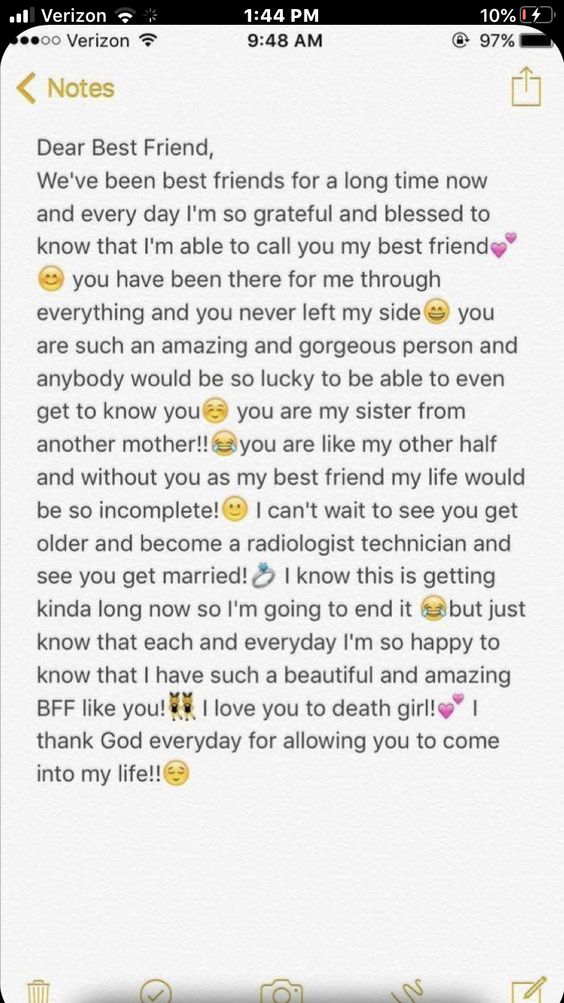 Verizon 1:44 PM 10%
Verizon 9:48 AM 97%
Notes
Dear Best Friend,
We've been best friends for a long time now
and every day I'm so grateful and blessed to
know that I'm able to call you my best friend💕
😊 you have been there for me through
everything and you never left my side😄 you
are such an amazing and gorgeous person and
anybody would be so lucky to be able to even
get to know you☺️ you are my sister from
another mother!!😂you are like my other half
and without you as my best friend my life would
be so incomplete!🙂 I can't wait to see you get
older and become a radiologist technician and
see you get married!💍 I know this is getting
kinda long now so I'm going to end it 😂but just
know that each and everyday I'm so happy to
know that I have such a beautiful and amazing
BFF like you!👯 I love you to death girl!💕 I
thank God everyday for allowing you to come
into my life!!😌